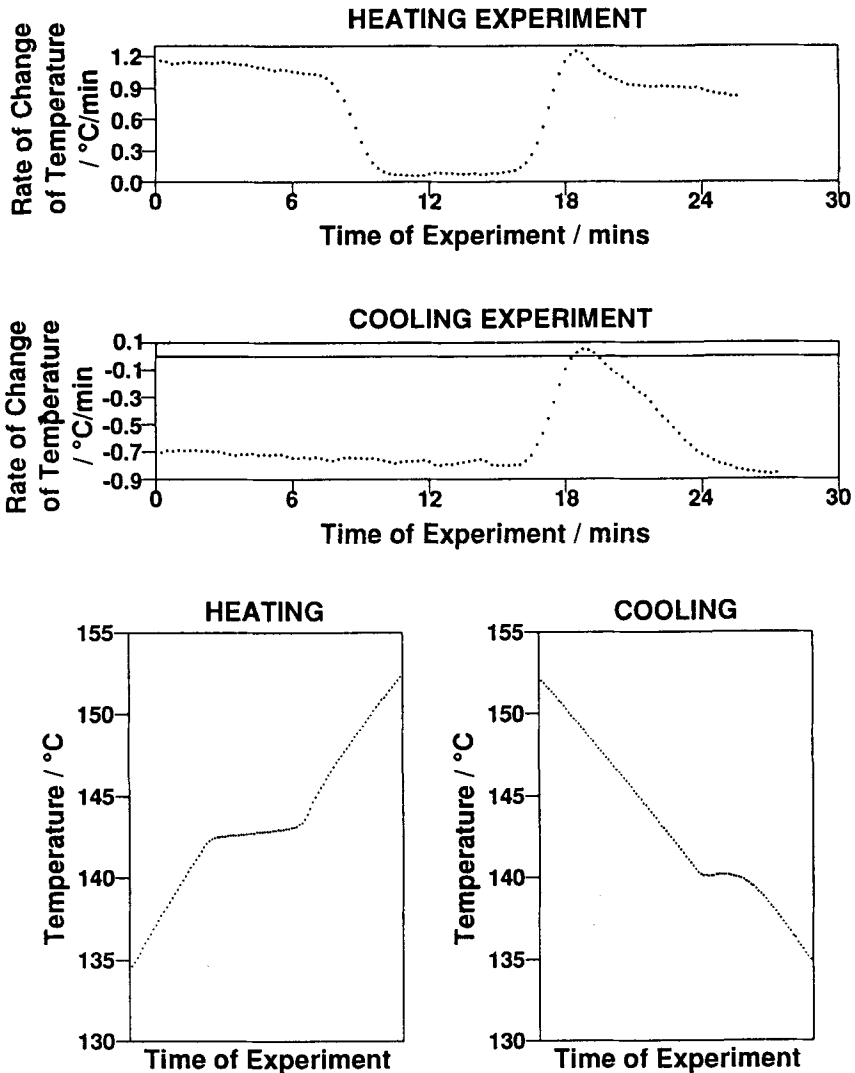 HEATING EXPERIMENT
Rate of Change
of Temperature
/ °C/min
1.2
0.9
0.6
0.3
0.0
0 6 12 18 24 30
Time of Experiment / mins
COOLING EXPERIMENT
Rate of Change
of Temperature
/ °C/min
0.1
-0.1
-0.3
-0.5
-0.7
-0.9
0 6 12 18 24 30
Time of Experiment / mins
HEATING
Temperature / °C
155
150
145
140
135
130
Time of Experiment
COOLING
Temperature / °C
155
150
145
140
135
130
Time of Experiment